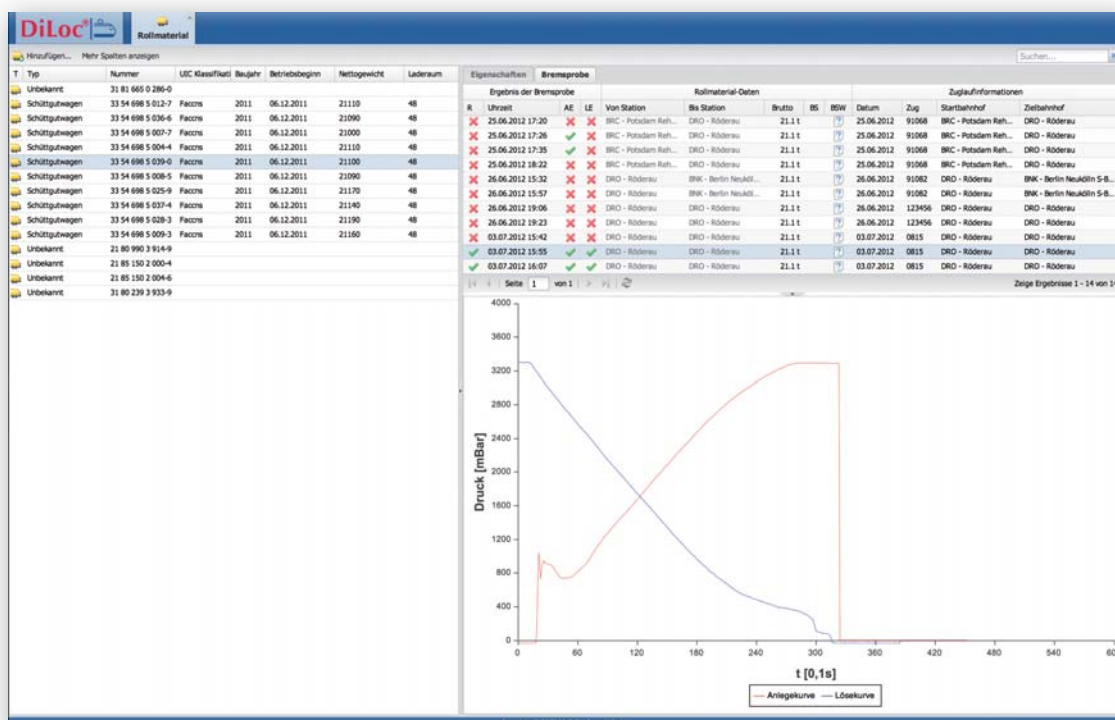 DiLoc®
Rollmaterial
Hinzufügen... Mehr Spalten anzeigen
Suchen...
T Typ Nummer UIC Klassifikati Baujahr Betriebsbeginn Nettogewicht Laderaum
Unbekannt 31 81 665 0 286-0
Schüttgutwagen 33 54 698 5 012-7 Faccns 2011 06.12.2011 21110 48
Schüttgutwagen 33 54 698 5 036-6 Faccns 2011 06.12.2011 21090 48
Schüttgutwagen 33 54 698 5 007-7 Faccns 2011 06.12.2011 21000 48
Schüttgutwagen 33 54 698 5 004-4 Faccns 2011 06.12.2011 21110 48
Schüttgutwagen 33 54 698 5 039-0 Faccns 2011 06.12.2011 21100 48
Schüttgutwagen 33 54 698 5 008-5 Faccns 2011 06.12.2011 21090 48
Schüttgutwagen 33 54 698 5 025-9 Faccns 2011 06.12.2011 21170 48
Schüttgutwagen 33 54 698 5 037-4 Faccns 2011 06.12.2011 21140 48
Schüttgutwagen 33 54 698 5 028-3 Faccns 2011 06.12.2011 21190 48
Schüttgutwagen 33 54 698 5 009-3 Faccns 2011 06.12.2011 21160 48
Unbekannt 21 80 990 3 914-9
Unbekannt 21 85 150 2 000-4
Unbekannt 21 85 150 2 004-6
Unbekannt 31 80 239 3 933-9
Eigenschaften Bremsprobe
Ergebnis der Bremsprobe Rollmaterial-Daten Zuglaufinformationen
R Uhrzeit AE LE Von Station Bis Station Brutto BS BSW Datum Zug Startbahnhof Zielbahnhof
25.06.2012 17:20 BRC - Potsdam Reh... DRO - Röderau 21.1 t ? 25.06.2012 91068 BRC - Potsdam Reh... DRO - Röderau
25.06.2012 17:26 BRC - Potsdam Reh... DRO - Röderau 21.1 t ? 25.06.2012 91068 BRC - Potsdam Reh... DRO - Röderau
25.06.2012 17:35 BRC - Potsdam Reh... DRO - Röderau 21.1 t ? 25.06.2012 91068 BRC - Potsdam Reh... DRO - Röderau
25.06.2012 18:22 BRC - Potsdam Reh... DRO - Röderau 21.1 t ? 25.06.2012 91068 BRC - Potsdam Reh... DRO - Röderau
26.06.2012 15:32 DRO - Röderau BNK - Berlin Neuköl... 21.1 t ? 26.06.2012 91082 DRO - Röderau BNK - Berlin Neukölln S-B...
26.06.2012 15:57 DRO - Röderau BNK - Berlin Neuköl... 21.1 t ? 26.06.2012 91082 DRO - Röderau BNK - Berlin Neukölln S-B...
26.06.2012 19:06 DRO - Röderau DRO - Röderau 21.1 t ? 26.06.2012 123456 DRO - Röderau DRO - Röderau
26.06.2012 19:23 DRO - Röderau DRO - Röderau 21.1 t ? 26.06.2012 123456 DRO - Röderau DRO - Röderau
03.07.2012 15:42 DRO - Röderau DRO - Röderau 21.1 t ? 03.07.2012 0815 DRO - Röderau DRO - Röderau
03.07.2012 15:55 DRO - Röderau DRO - Röderau 21.1 t ? 03.07.2012 0815 DRO - Röderau DRO - Röderau
03.07.2012 16:07 DRO - Röderau DRO - Röderau 21.1 t ? 03.07.2012 0815 DRO - Röderau DRO - Röderau
Seite 1 von 1 Zeige Ergebnisse 1 - 14 von 14
4000
3600
3200
2800
2400
2000
1600
1200
800
400
0
Druck [mBar]
0 60 120 180 240 300 360 420 480 540 600
t [0,1s]
Anlegekurve Lösekurve